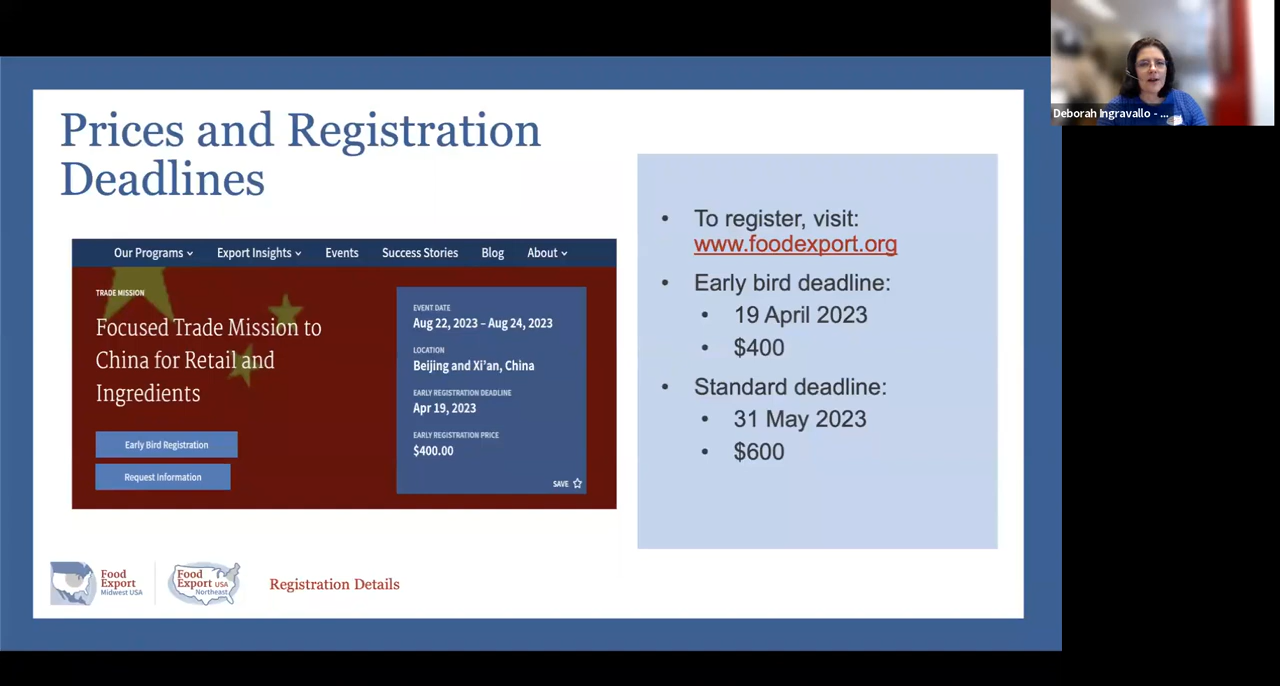 Deborah Ingravallo - ...
Prices and Registration
Deadlines
Our Programs
Export Insights
Events
Success Stories
Blog
About
TRADE MISSION
Focused Trade Mission to
China for Retail and
Ingredients
Early Bird Registration
Request Information
EVENT DATE
Aug 22, 2023 – Aug 24, 2023
LOCATION
Beijing and Xi'an, China
EARLY REGISTRATION DEADLINE
Apr 19, 2023
EARLY REGISTRATION PRICE
$400.00
SAVE
• To register, visit:
www.foodexport.org
• Early bird deadline:
• 19 April 2023
• $400
• Standard deadline:
• 31 May 2023
• $600
Food
Export
Midwest USA
Food
Export USA
Northeast
Registration Details